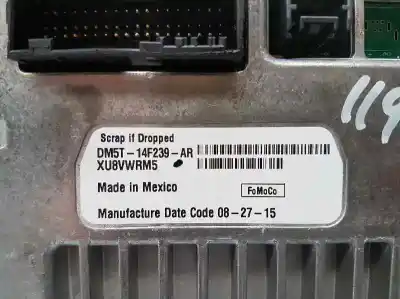 119
Scrap if Dropped
DM5T-14F239-AR
XU8VWRM5
Made in Mexico
FoMoCo
Manufacture Date Code 08-27-15